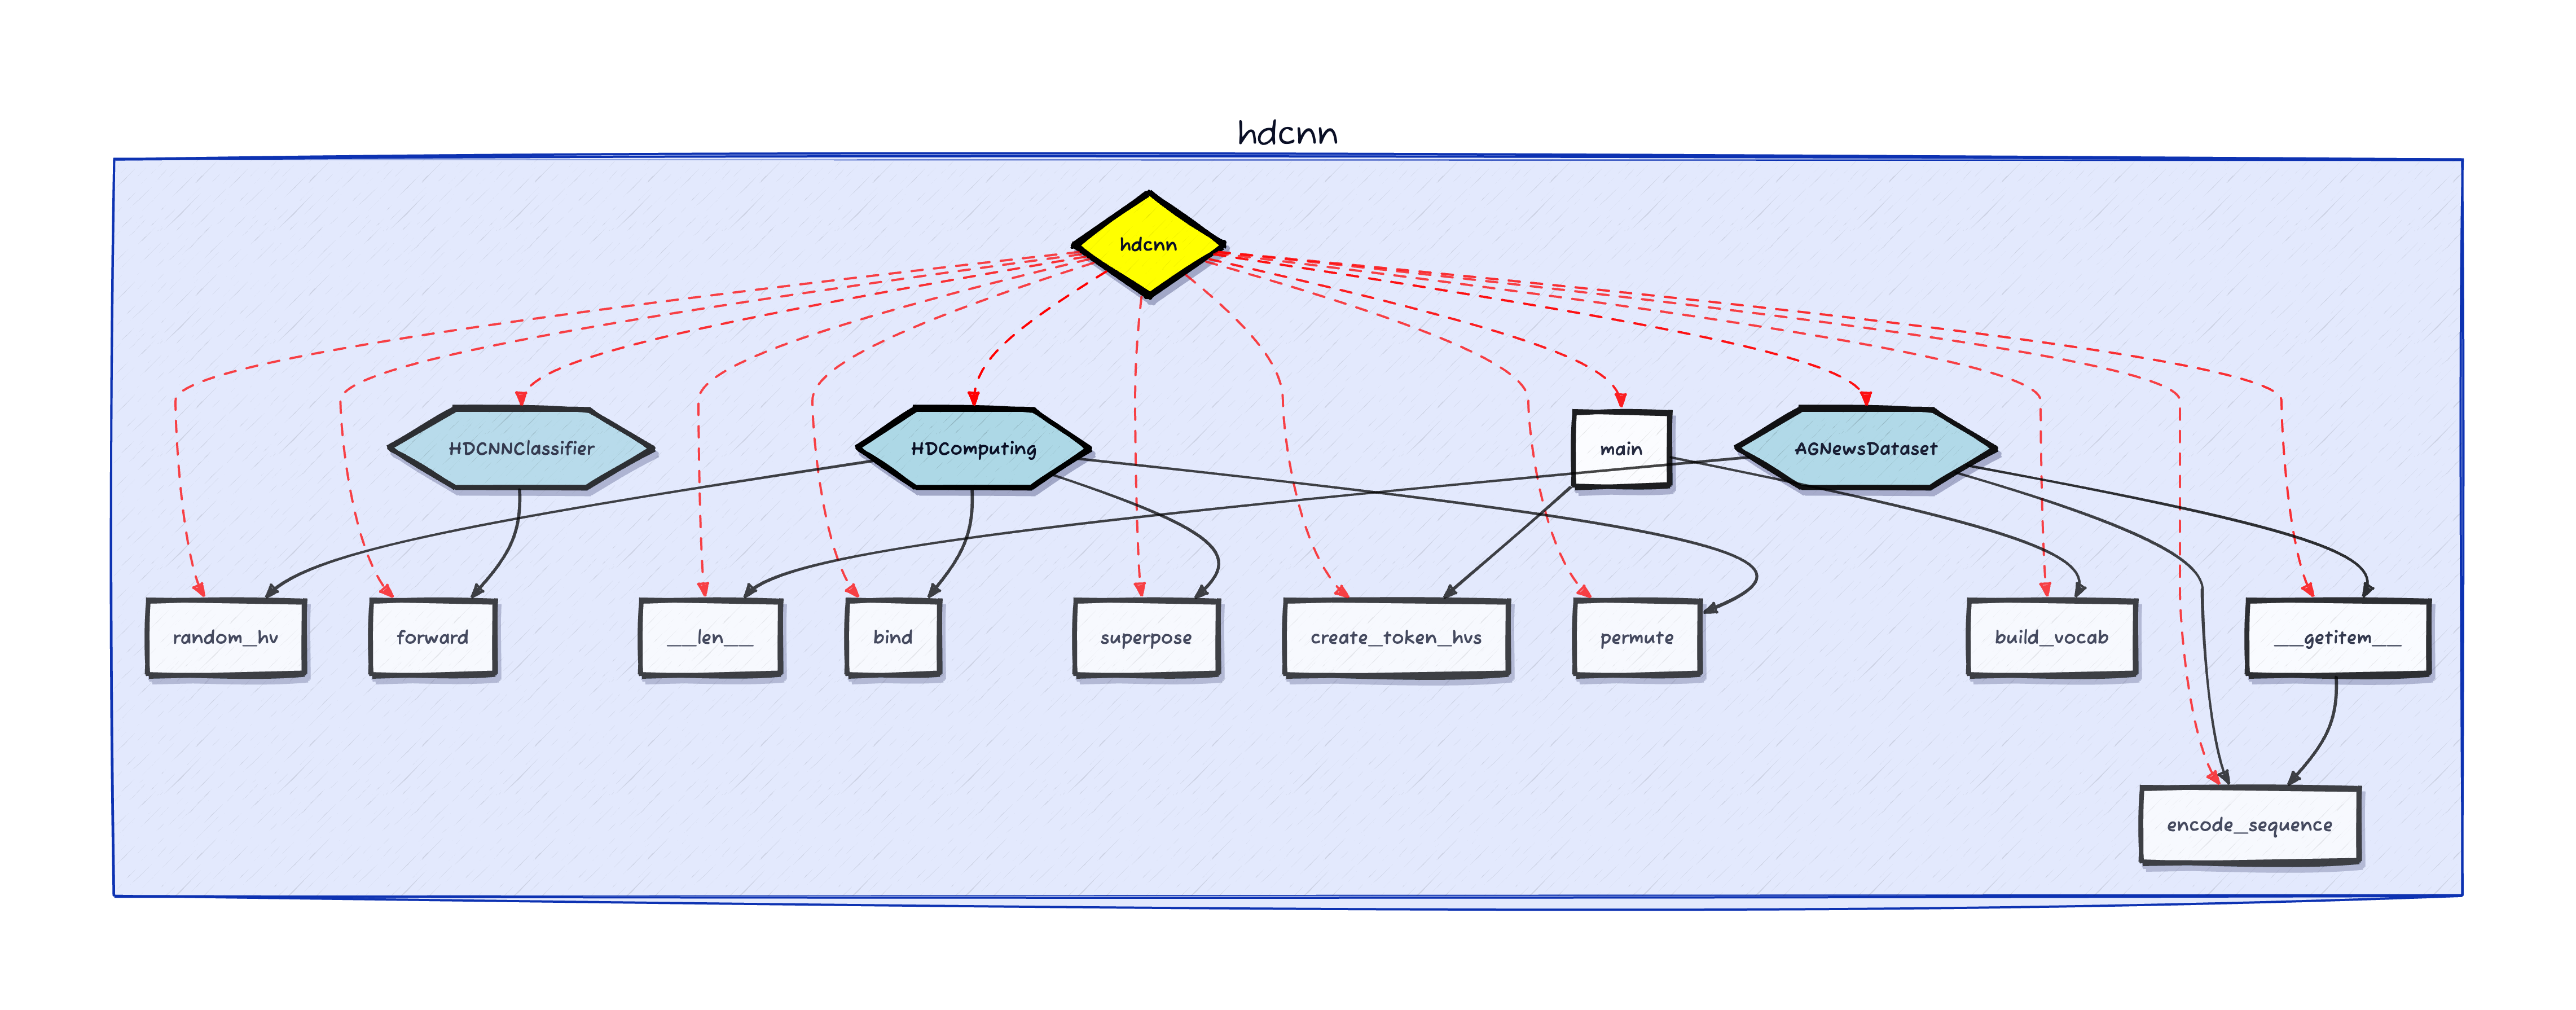 hdcnn
hdcnn
HDCNNClassifier
HDComputing
main
AGNewsDataset
random_hv
forward
__len__
bind
superpose
create_token_hvs
permute
build_vocab
__getitem__
encode_sequence